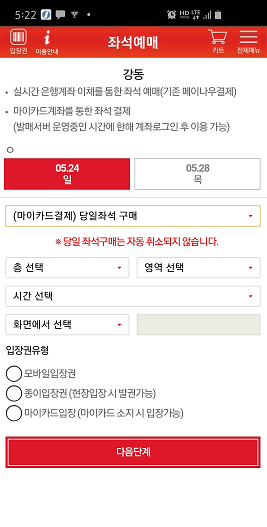 5:22
HD LTE
입장권
이용안내
좌석예매
카트
전체메뉴
강동
• 실시간 은행계좌 이체를 통한 좌석 예매(기존 페이나우결제)
• 마이카드계좌를 통한 좌석 결제
(발매서버 운영중인 시간에 한해 계좌로그인 후 이용 가능)
05.24
일
05.28
목
(마이카드결제) 당일좌석 구매
※ 당일 좌석구매는 자동 취소되지 않습니다.
층 선택
영역 선택
시간 선택
화면에서 선택
입장권유형
모바일입장권
종이입장권 (현장입장 시 발권가능)
마이카드입장 (마이카드 소지 시 입장가능)
다음단계